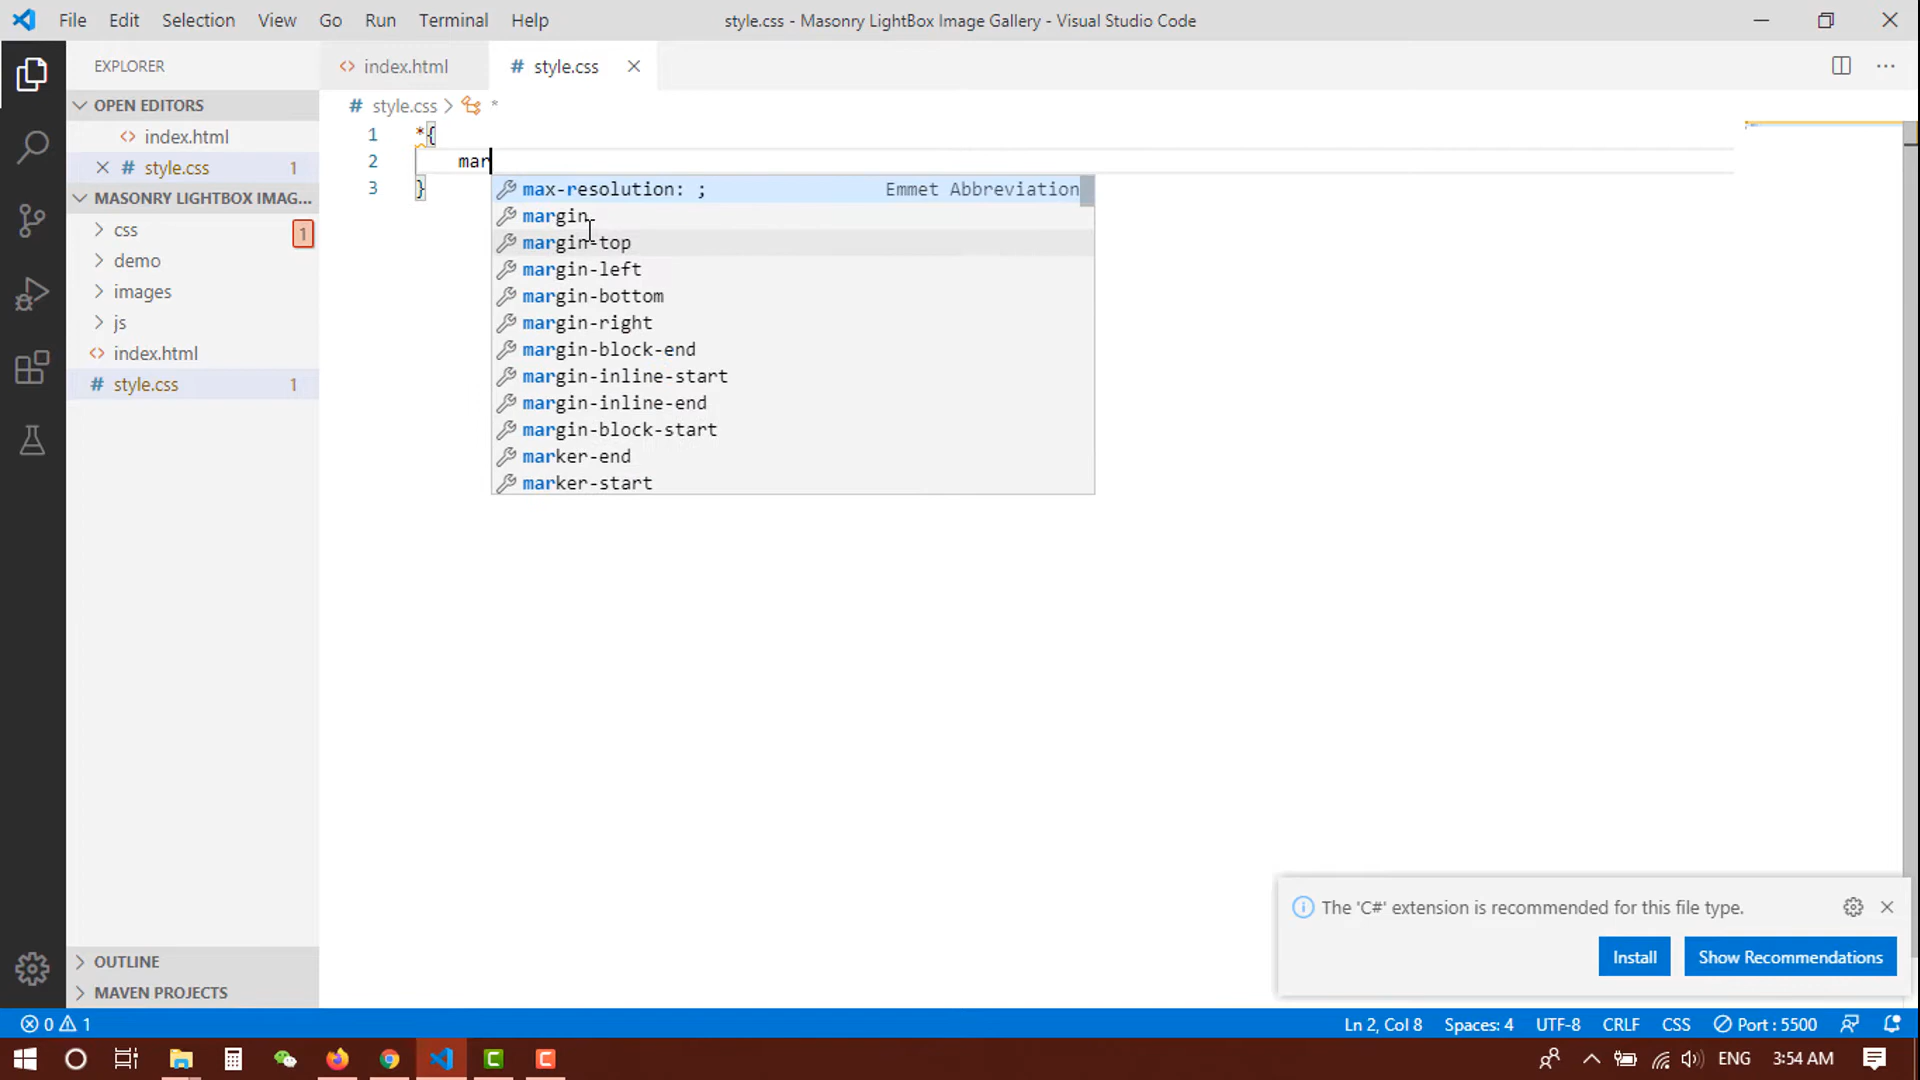 File Edit Selection View Go Run Terminal Help
style.css - Masonry LightBox Image Gallery - Visual Studio Code
EXPLORER
OPEN EDITORS
index.html
style.css 1
MASONRY LIGHTBOX IMAG...
css
1
demo
images
js
index.html
style.css 1
OUTLINE
MAVEN PROJECTS
index.html
# style.css
# style.css > *
1 *{
2 mar
3 }
max-resolution: ; Emmet Abbreviation
margin
margin-top
margin-left
margin-bottom
margin-right
margin-block-end
margin-inline-start
margin-inline-end
margin-block-start
marker-end
marker-start
The 'C#' extension is recommended for this file type.
Install
Show Recommendations
0 1
Ln 2, Col 8 Spaces: 4 UTF-8 CRLF CSS Port : 5500
ENG 3:54 AM